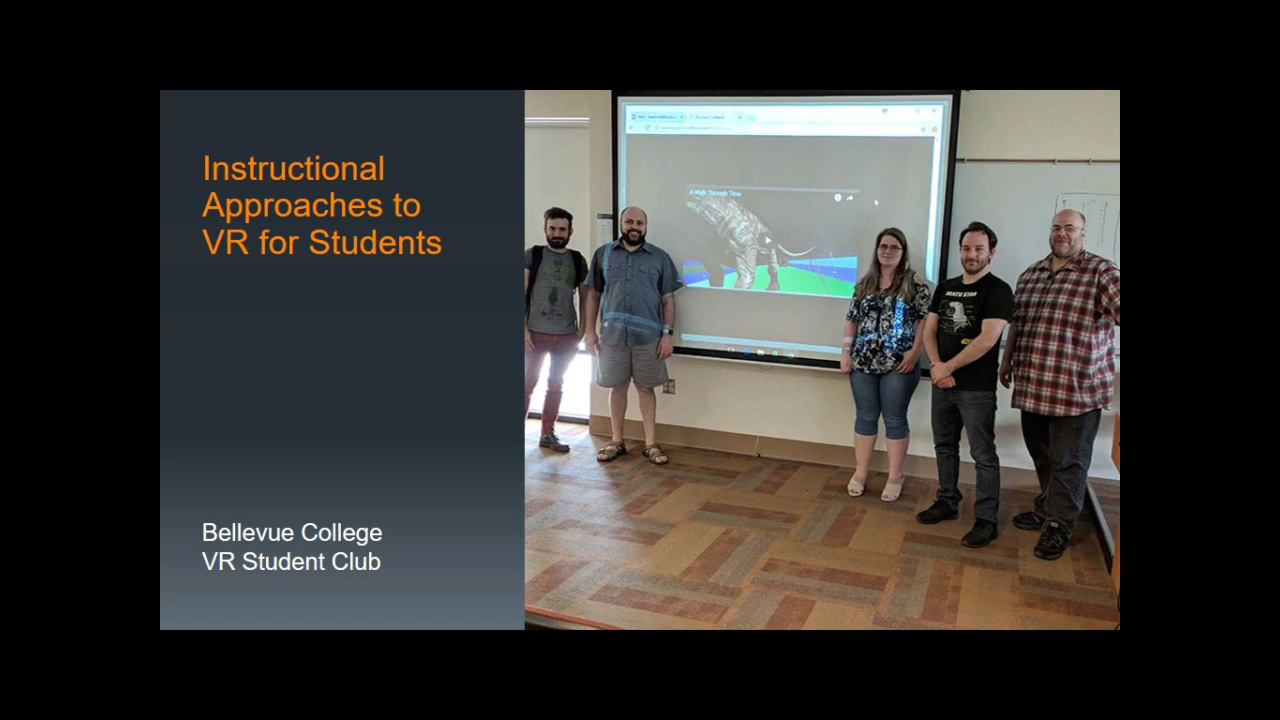 Instructional
Approaches to
VR for Students
A Walk Through Time
Bellevue College
VR Student Club